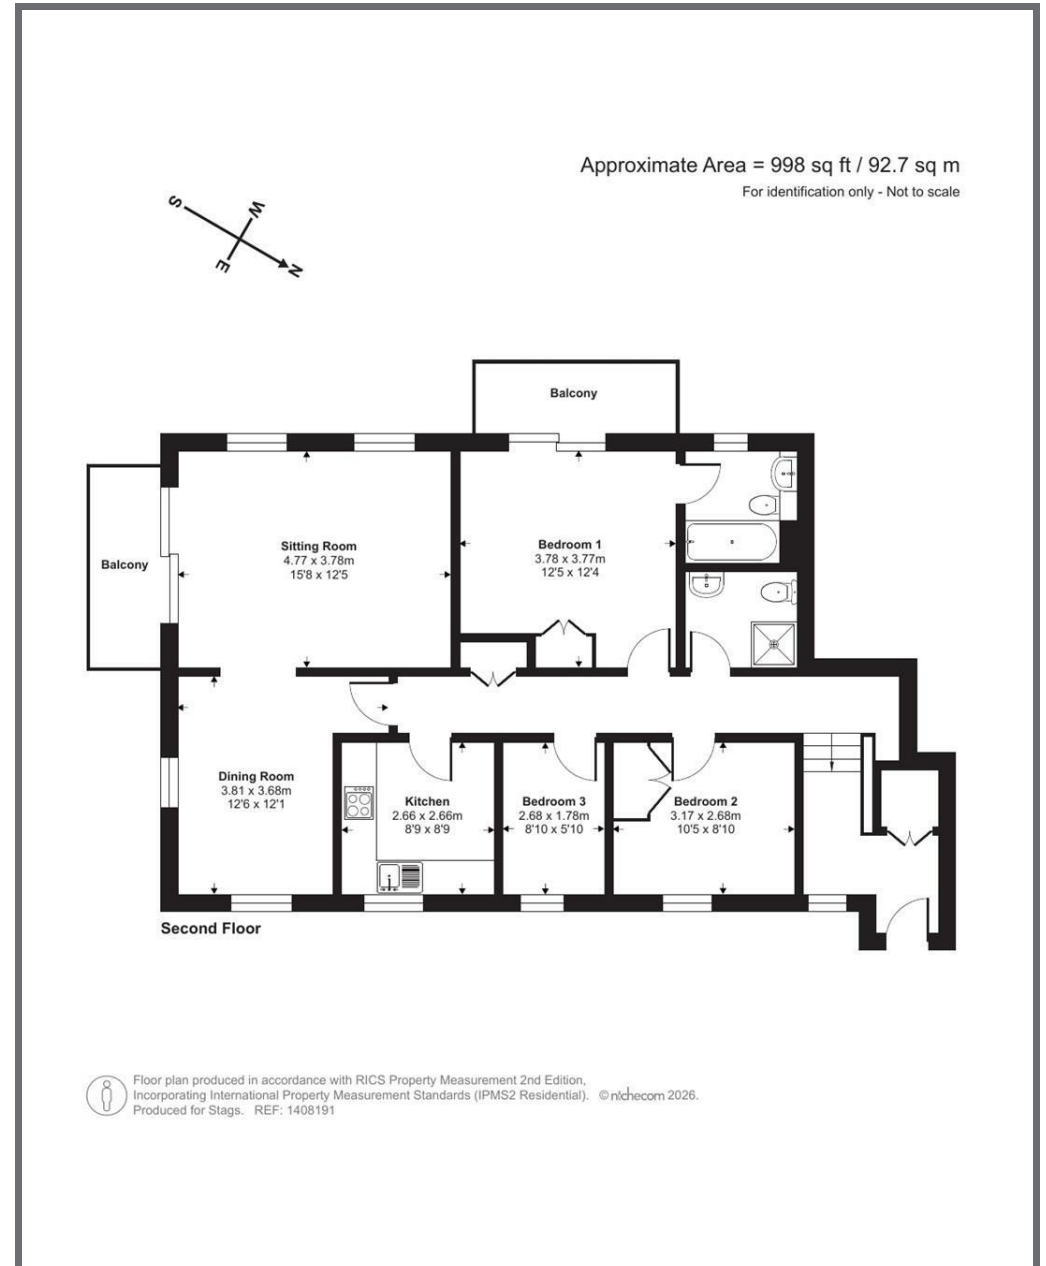 Approximate Area = 998 sq ft / 92.7 sq m
For identification only - Not to scale
S
W
E
N
Balcony
Balcony
Sitting Room
4.77 x 3.78m
15'8 x 12'5
Bedroom 1
3.78 x 3.77m
12'5 x 12'4
Dining Room
3.81 x 3.68m
12'6 x 12'1
Kitchen
2.66 x 2.66m
8'9 x 8'9
Bedroom 3
2.68 x 1.78m
8'10 x 5'10
Bedroom 2
3.17 x 2.68m
10'5 x 8'10
Second Floor
Floor plan produced in accordance with RICS Property Measurement 2nd Edition,
Incorporating International Property Measurement Standards (IPMS2 Residential). © nichecom 2026.
Produced for Stags. REF: 1408191